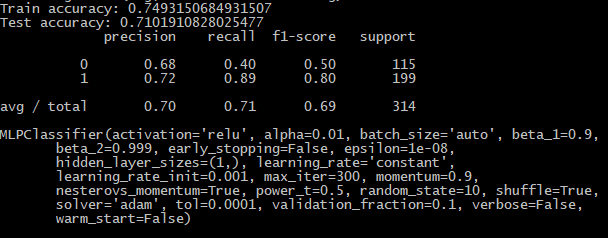 Train accuracy: 0.7493150684931507
Test accuracy: 0.7101910828025477
precision recall f1-score support
0 0.68 0.40 0.50 115
1 0.72 0.89 0.80 199
avg / total 0.70 0.71 0.69 314
MLPClassifier(activation='relu', alpha=0.01, batch_size='auto', beta_1=0.9,
beta_2=0.999, early_stopping=False, epsilon=1e-08,
hidden_layer_sizes=(1,), learning_rate='constant',
learning_rate_init=0.001, max_iter=300, momentum=0.9,
nesterovs_momentum=True, power_t=0.5, random_state=10, shuffle=True,
solver='adam', tol=0.0001, validation_fraction=0.1, verbose=False,
warm_start=False)